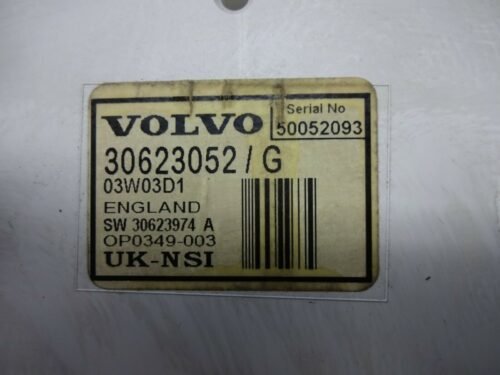 VOLVO
Serial No
50052093
30623052 / G
03W03D1
ENGLAND
SW 30623974 A
OP0349-003
UK-NSI